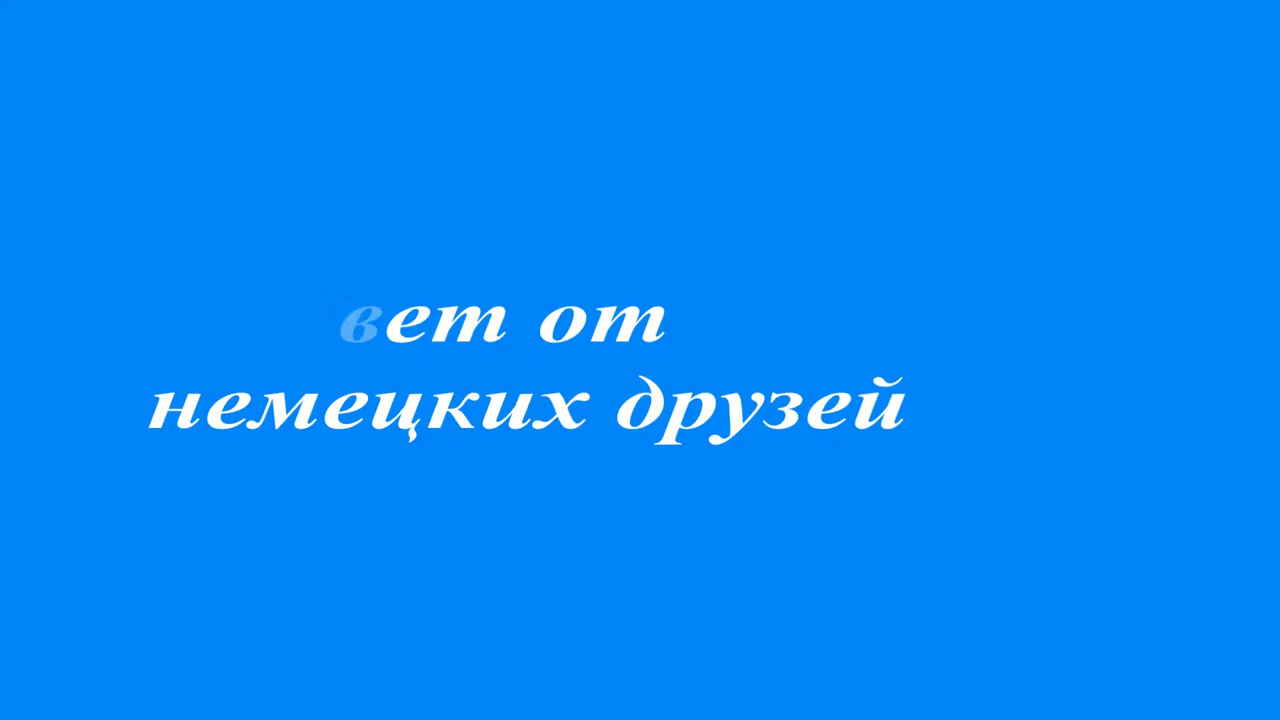 вет от
немецких друзей